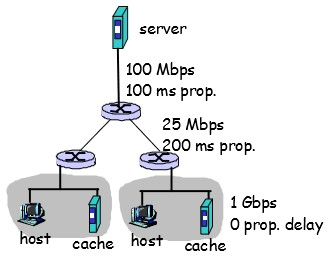 server
100 Mbps
100 ms prop.
25 Mbps
200 ms prop.
1 Gbps
0 prop. delay
host
cache
host
cache